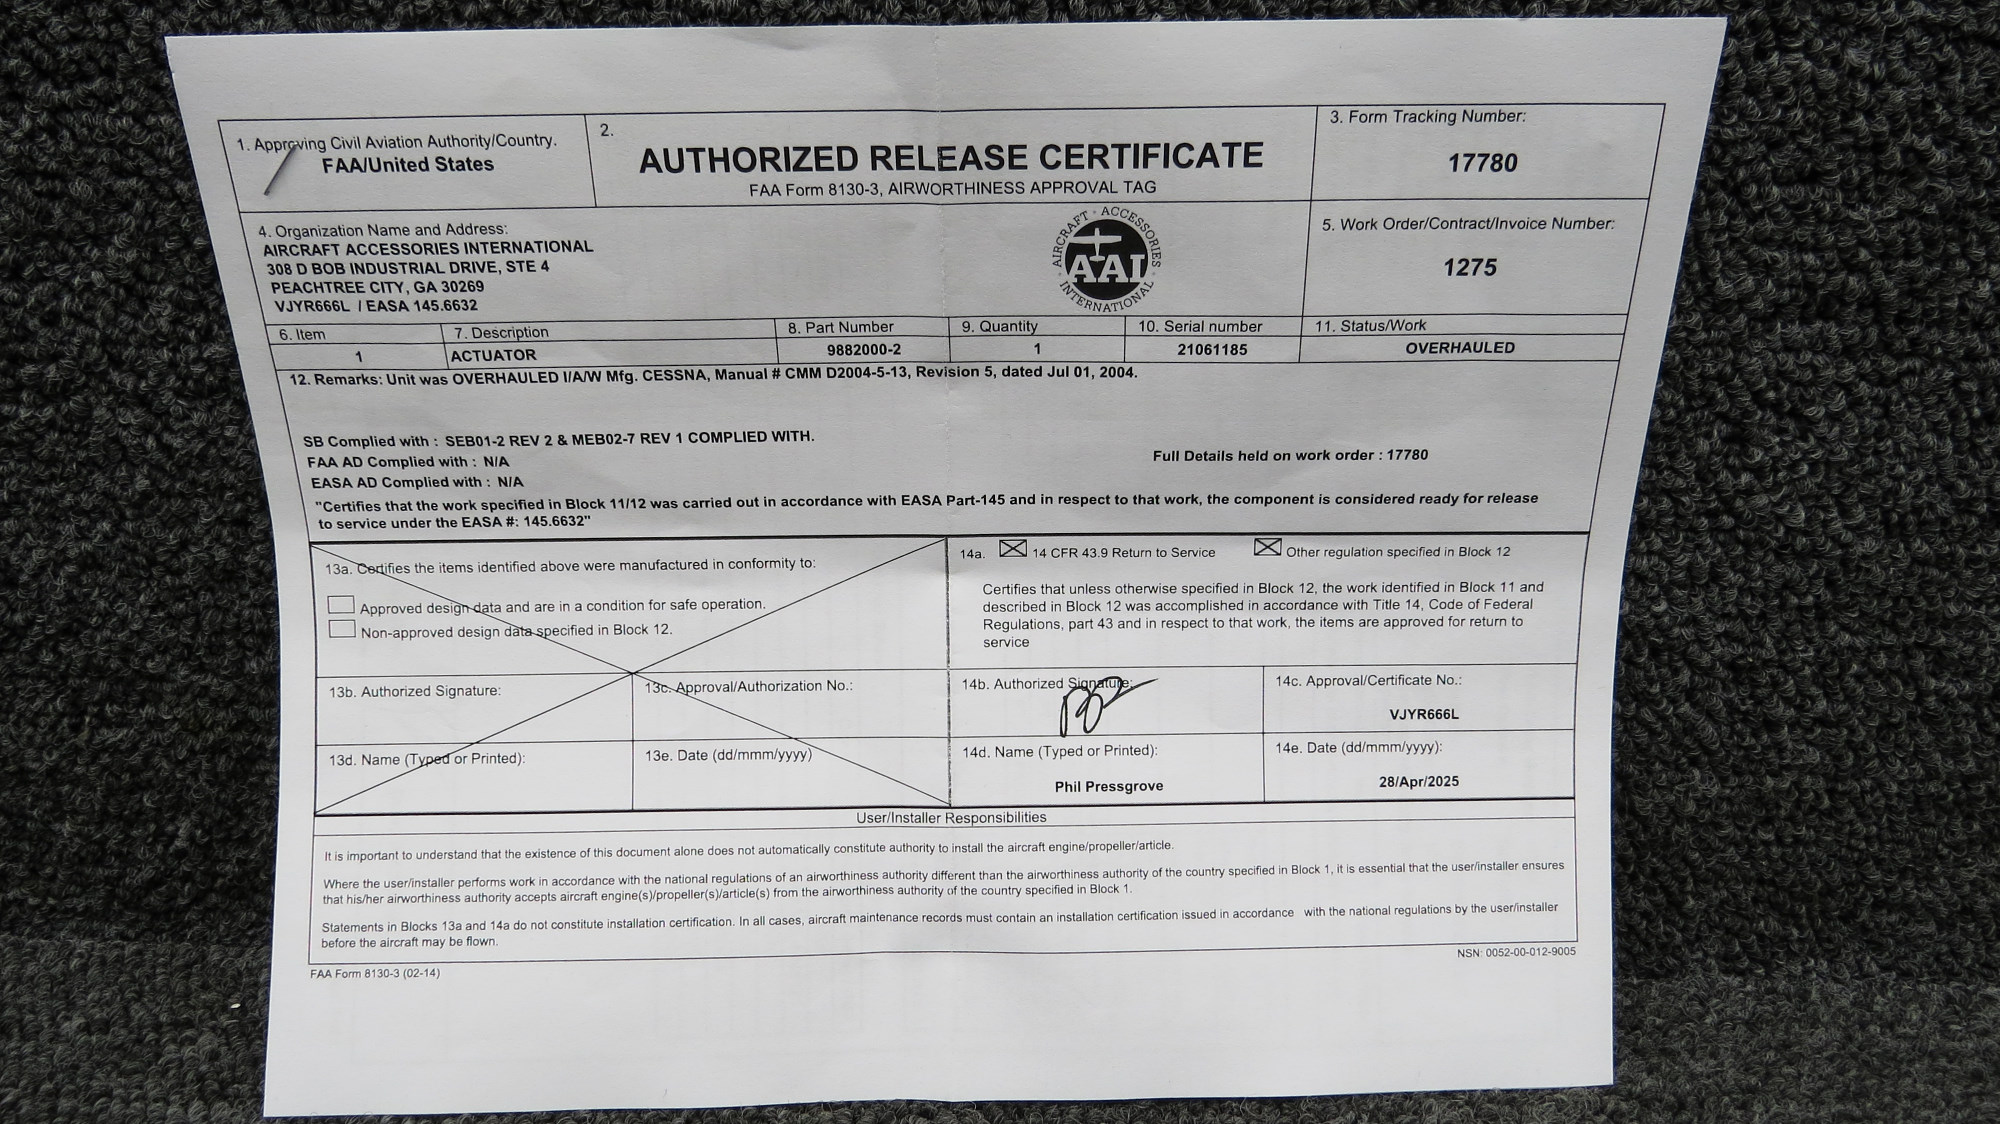 1. Approving Civil Aviation Authority/Country.
FAA/United States
2.
AUTHORIZED RELEASE CERTIFICATE
FAA Form 8130-3, AIRWORTHINESS APPROVAL TAG
3. Form Tracking Number:
17780
4. Organization Name and Address:
AIRCRAFT ACCESSORIES INTERNATIONAL
308 D BOB INDUSTRIAL DRIVE, STE 4
PEACHTREE CITY, GA 30269
VJYR666L / EASA 145.6632
AIRCRAFT - ACCESSORIES
AAI
INTERNATIONAL
5. Work Order/Contract/Invoice Number:
1275
6. Item
7. Description
8. Part Number
9. Quantity
10. Serial number
11. Status/Work
1
ACTUATOR
9882000-2
1
21061185
OVERHAULED
12. Remarks: Unit was OVERHAULED I/A/W Mfg. CESSNA, Manual # CMM D2004-5-13, Revision 5, dated Jul 01, 2004.
SB Complied with : SEB01-2 REV 2 & MEB02-7 REV 1 COMPLIED WITH.
FAA AD Complied with : N/A
Full Details held on work order : 17780
EASA AD Complied with : N/A
"Certifies that the work specified in Block 11/12 was carried out in accordance with EASA Part-145 and in respect to that work, the component is considered ready for release
to service under the EASA #: 145.6632"
13a. Certifies the items identified above were manufactured in conformity to:
Approved design data and are in a condition for safe operation.
Non-approved design data specified in Block 12.
14a. 14 CFR 43.9 Return to Service
Other regulation specified in Block 12
Certifies that unless otherwise specified in Block 12, the work identified in Block 11 and
described in Block 12 was accomplished in accordance with Title 14, Code of Federal
Regulations, part 43 and in respect to that work, the items are approved for return to
service
13b. Authorized Signature:
13c. Approval/Authorization No.:
14b. Authorized Signature:
14c. Approval/Certificate No.:
VJYR666L
13d. Name (Typed or Printed):
13e. Date (dd/mmm/yyyy)
14d. Name (Typed or Printed):
Phil Pressgrove
14e. Date (dd/mmm/yyyy):
28/Apr/2025
User/Installer Responsibilities
It is important to understand that the existence of this document alone does not automatically constitute authority to install the aircraft engine/propeller/article.
Where the user/installer performs work in accordance with the national regulations of an airworthiness authority different than the airworthiness authority of the country specified in Block 1, it is essential that the user/installer ensures
that his/her airworthiness authority accepts aircraft engine(s)/propeller(s)/article(s) from the airworthiness authority of the country specified in Block 1.
Statements in Blocks 13a and 14a do not constitute installation certification. In all cases, aircraft maintenance records must contain an installation certification issued in accordance with the national regulations by the user/installer
before the aircraft may be flown.
FAA Form 8130-3 (02-14)
NSN: 0052-00-012-9005